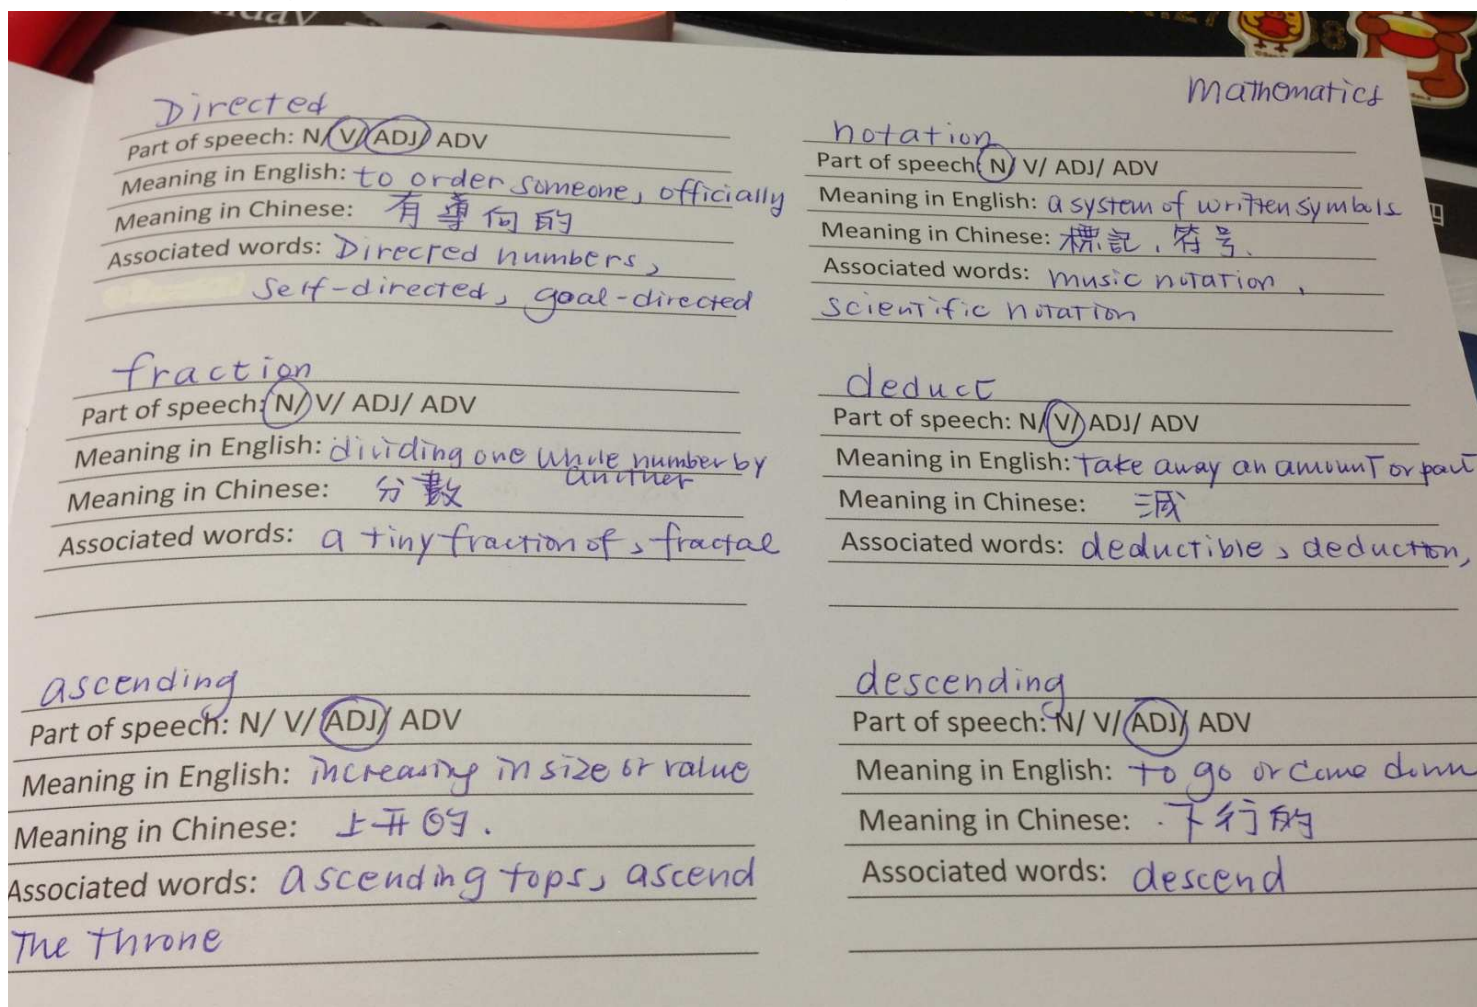 Mathematics
Directed
Part of speech: N/ V/ ADJ/ ADV
Meaning in English: to order someone, officially
Meaning in Chinese: 有導向的
Associated words: Directed numbers,
self-directed, goal-directed
fraction
Part of speech: N/ V/ ADJ/ ADV
Meaning in English: dividing one whole number by
another
Meaning in Chinese: 分數
Associated words: a tiny fraction of, fractal
ascending
Part of speech: N/ V/ ADJ/ ADV
Meaning in English: increasing in size or value
Meaning in Chinese: 上升的.
Associated words: ascending tops, ascend
The Throne
notation
Part of speech: N/ V/ ADJ/ ADV
Meaning in English: a system of written symbols
Meaning in Chinese: 標記、符号.
Associated words: music notation,
scientific notation
deduct
Part of speech: N/ V/ ADJ/ ADV
Meaning in English: Take away an amount or part
Meaning in Chinese: 減
Associated words: deductible, deduction,
descending
Part of speech: N/ V/ ADJ/ ADV
Meaning in English: to go or come down
Meaning in Chinese: 下行的
Associated words: descend